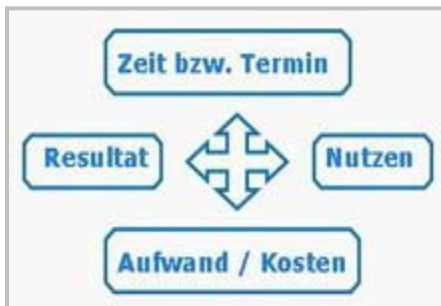 Zeit bzw. Termin
Resultat
Nutzen
Aufwand / Kosten